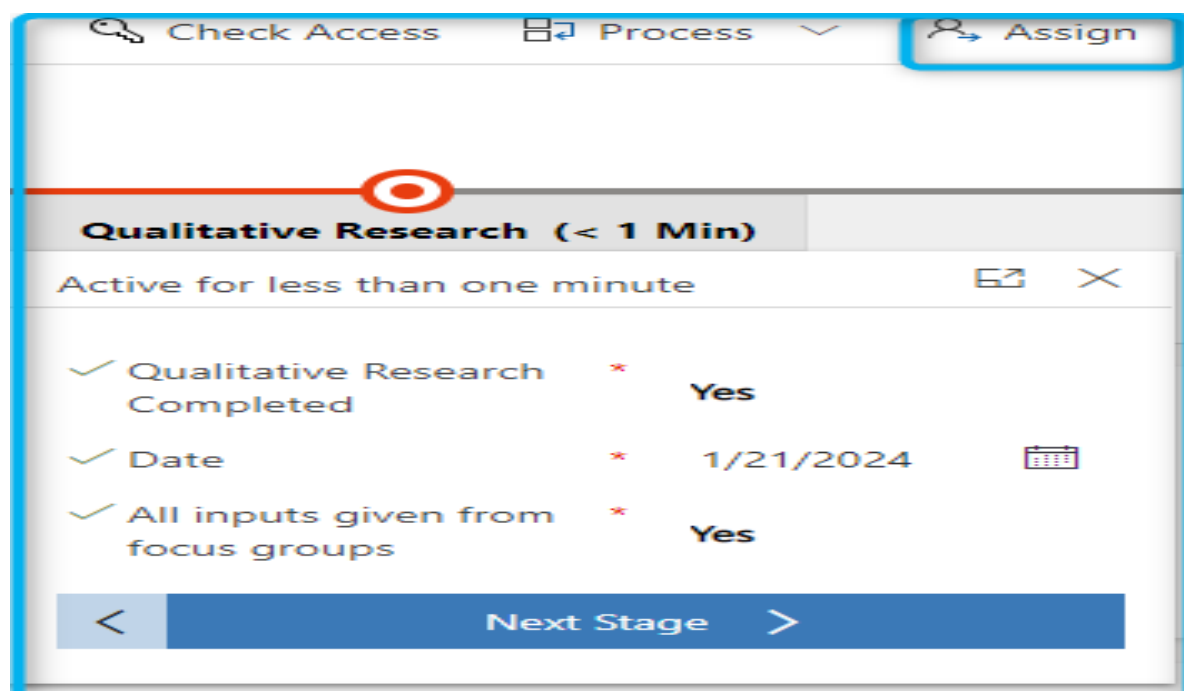 Check Access Process Assign
Qualitative Research (< 1 Min)
Active for less than one minute
Qualitative Research * Yes
Completed
Date * 1/21/2024
All inputs given from * Yes
focus groups
< Next Stage >